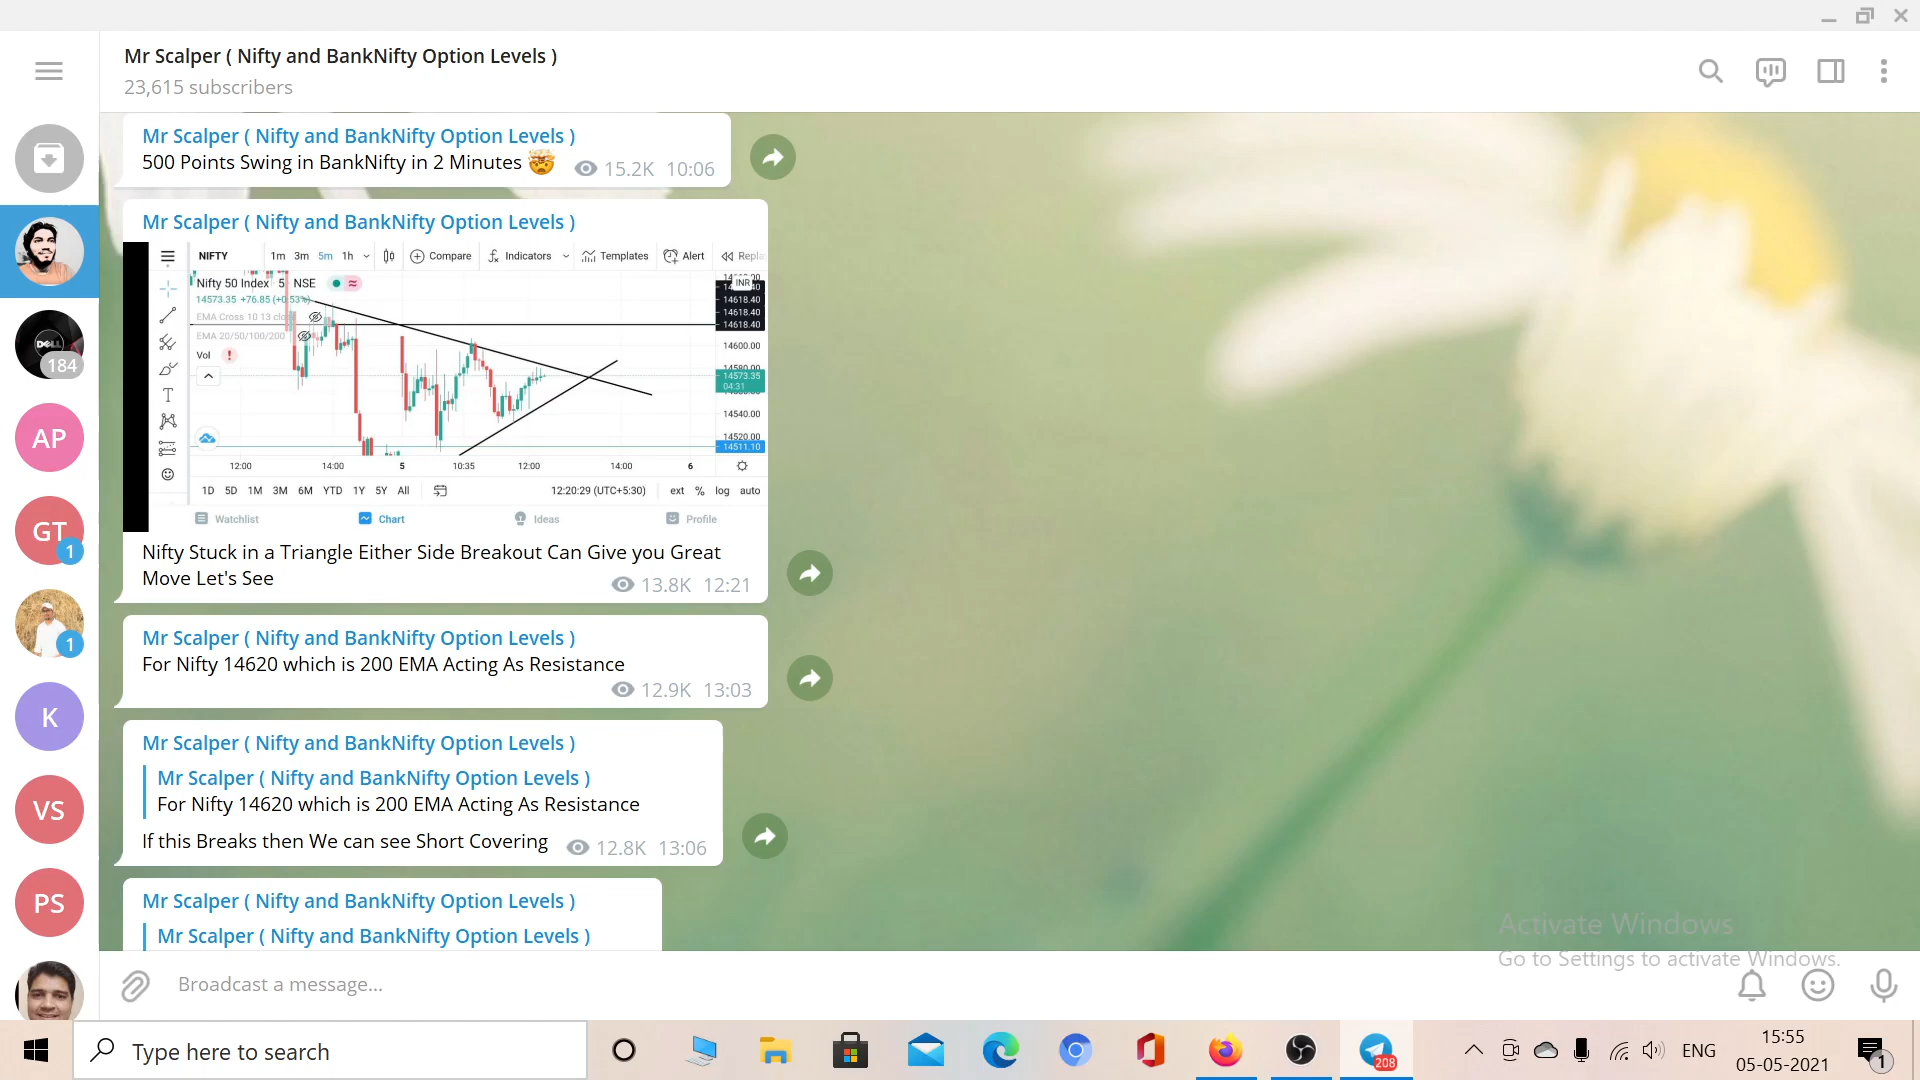 Mr Scalper ( Nifty and BankNifty Option Levels )
23,615 subscribers
Mr Scalper ( Nifty and BankNifty Option Levels )
500 Points Swing in BankNifty in 2 Minutes 🤯 15.2K 10:06
Mr Scalper ( Nifty and BankNifty Option Levels )
NIFTY 1m 3m 5m 1h Compare Indicators Templates Alert
Nifty 50 Index 5 NSE
INR
14573.35 +76.85 (+0.53%)
14618.40
EMA Cross 10 13
14618.40
14618.40
EMA 20/50/100/200
14600.00
Vol
14573.35
04:31
14540.00
14520.00
14511.10
12:00 14:00 5 10:35 12:00 14:00 6
1D 5D 1M 3M 6M YTD 1Y 5Y All 12:20:29 (UTC+5:30) ext % log auto
Watchlist Chart Ideas Profile
Nifty Stuck in a Triangle Either Side Breakout Can Give you Great
Move Let's See 13.8K 12:21
Mr Scalper ( Nifty and BankNifty Option Levels )
For Nifty 14620 which is 200 EMA Acting As Resistance
12.9K 13:03
Mr Scalper ( Nifty and BankNifty Option Levels )
Mr Scalper ( Nifty and BankNifty Option Levels )
For Nifty 14620 which is 200 EMA Acting As Resistance
If this Breaks then We can see Short Covering 12.8K 13:06
Mr Scalper ( Nifty and BankNifty Option Levels )
Mr Scalper ( Nifty and BankNifty Option Levels )
Broadcast a message...
DELL
184
AP
GT
1
1
K
VS
PS
Activate Windows
Go to Settings to activate Windows.
Type here to search
208
ENG
15:55
05-05-2021
1